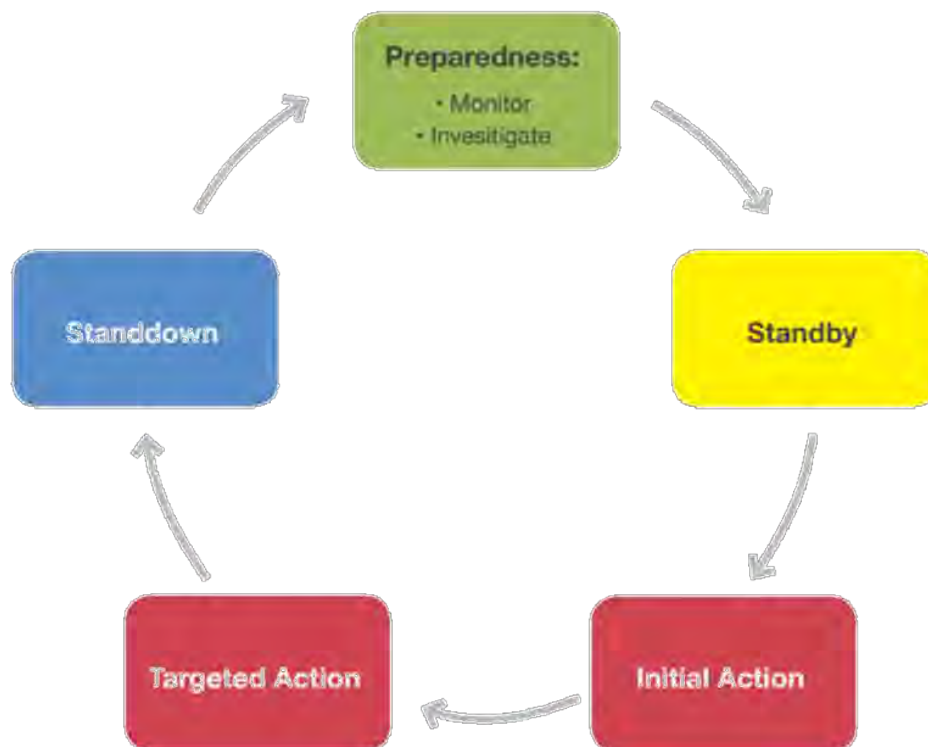 Preparedness:
• Monitor
• Invesitigate
Standdown
Standby
Targeted Action
Initial Action